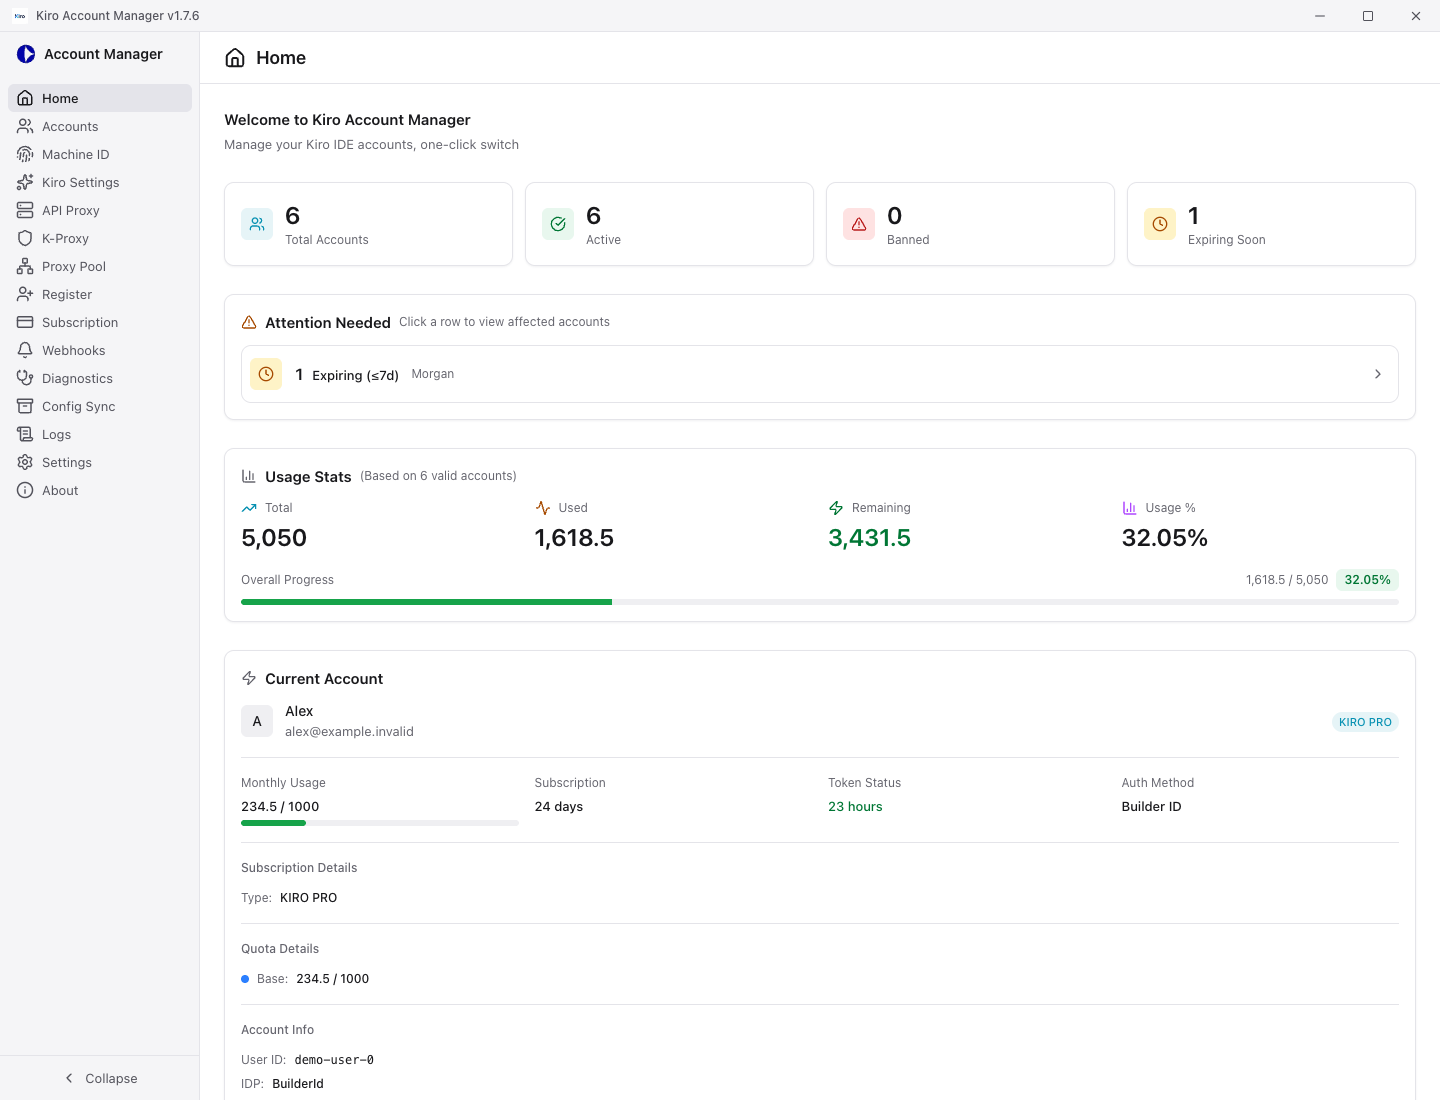 Kiro
Kiro Account Manager v1.7.6
Account Manager
Home
Accounts
Machine ID
Kiro Settings
API Proxy
K-Proxy
Proxy Pool
Register
Subscription
Webhooks
Diagnostics
Config Sync
Logs
Settings
About
Collapse
Home
Welcome to Kiro Account Manager
Manage your Kiro IDE accounts, one-click switch
6
Total Accounts
6
Active
0
Banned
1
Expiring Soon
Attention Needed Click a row to view affected accounts
1 Expiring (≤7d) Morgan
Usage Stats (Based on 6 valid accounts)
Total
5,050
Used
1,618.5
Remaining
3,431.5
Usage %
32.05%
Overall Progress
1,618.5 / 5,050 32.05%
Current Account
A
Alex
alex@example.invalid
KIRO PRO
Monthly Usage
234.5 / 1000
Subscription
24 days
Token Status
23 hours
Auth Method
Builder ID
Subscription Details
Type: KIRO PRO
Quota Details
Base: 234.5 / 1000
Account Info
User ID: demo-user-0
IDP: BuilderId